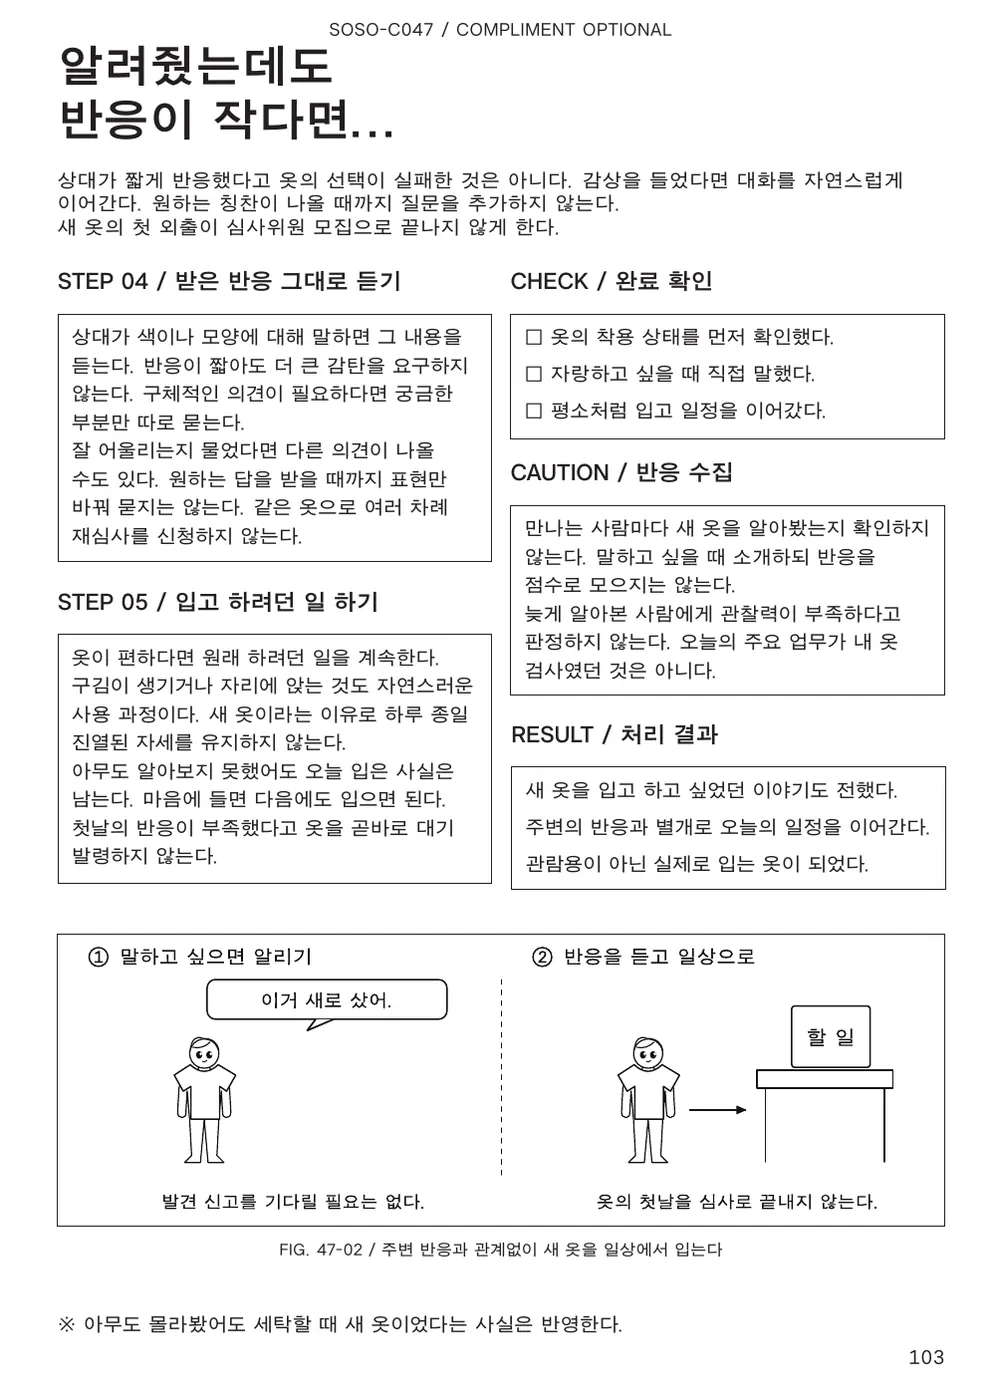 SOSO-C047 / COMPLIMENT OPTIONAL
알려줬는데도
반응이 작다면...
상대가 짧게 반응했다고 옷의 선택이 실패한 것은 아니다. 감상을 들었다면 대화를 자연스럽게
이어간다. 원하는 칭찬이 나올 때까지 질문을 추가하지 않는다.
새 옷의 첫 외출이 심사위원 모집으로 끝나지 않게 한다.
STEP 04 / 받은 반응 그대로 듣기
상대가 색이나 모양에 대해 말하면 그 내용을
듣는다. 반응이 짧아도 더 큰 감탄을 요구하지
않는다. 구체적인 의견이 필요하다면 궁금한
부분만 따로 묻는다.
잘 어울리는지 물었다면 다른 의견이 나올
수도 있다. 원하는 답을 받을 때까지 표현만
바꿔 묻지는 않는다. 같은 옷으로 여러 차례
재심사를 신청하지 않는다.
STEP 05 / 입고 하려던 일 하기
옷이 편하다면 원래 하려던 일을 계속한다.
구김이 생기거나 자리에 앉는 것도 자연스러운
사용 과정이다. 새 옷이라는 이유로 하루 종일
진열된 자세를 유지하지 않는다.
아무도 알아보지 못했어도 오늘 입은 사실은
남는다. 마음에 들면 다음에도 입으면 된다.
첫날의 반응이 부족했다고 옷을 곧바로 대기
발령하지 않는다.
CHECK / 완료 확인
□ 옷의 착용 상태를 먼저 확인했다.
□ 자랑하고 싶을 때 직접 말했다.
□ 평소처럼 입고 일정을 이어갔다.
CAUTION / 반응 수집
만나는 사람마다 새 옷을 알아봤는지 확인하지
않는다. 말하고 싶을 때 소개하되 반응을
점수로 모으지는 않는다.
늦게 알아본 사람에게 관찰력이 부족하다고
판정하지 않는다. 오늘의 주요 업무가 내 옷
검사였던 것은 아니다.
RESULT / 처리 결과
새 옷을 입고 하고 싶었던 이야기도 전했다.
주변의 반응과 별개로 오늘의 일정을 이어간다.
관람용이 아닌 실제로 입는 옷이 되었다.
① 말하고 싶으면 알리기
이거 새로 샀어.
발견 신고를 기다릴 필요는 없다.
② 반응을 듣고 일상으로
할 일
옷의 첫날을 심사로 끝내지 않는다.
FIG. 47-02 / 주변 반응과 관계없이 새 옷을 일상에서 입는다
※ 아무도 몰라봤어도 세탁할 때 새 옷이었다는 사실은 반영한다.
103